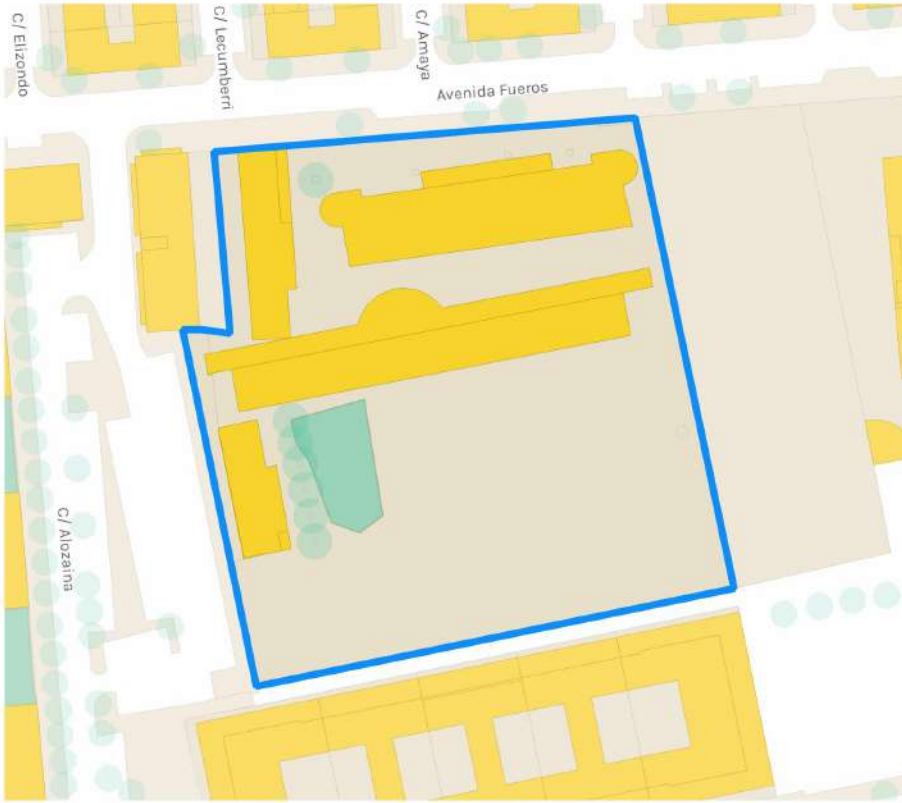 C/ Elizondo
C/ Lecumberri
C/ Amaya
Avenida Fueros
C/ Alozaina